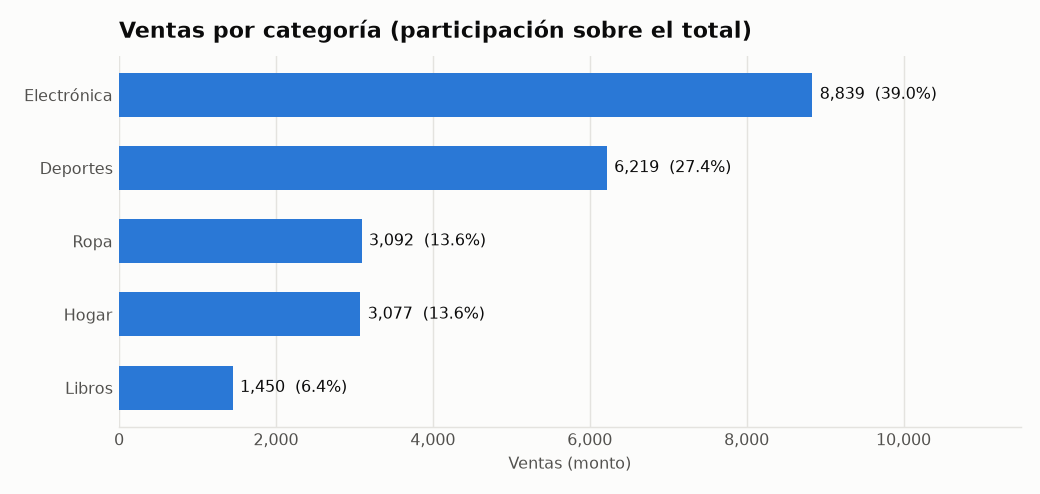 Ventas por categoría (participación sobre el total)
Electrónica 8,839 (39.0%)
Deportes 6,219 (27.4%)
Ropa 3,092 (13.6%)
Hogar 3,077 (13.6%)
Libros 1,450 (6.4%)
0 2,000 4,000 6,000 8,000 10,000
Ventas (monto)